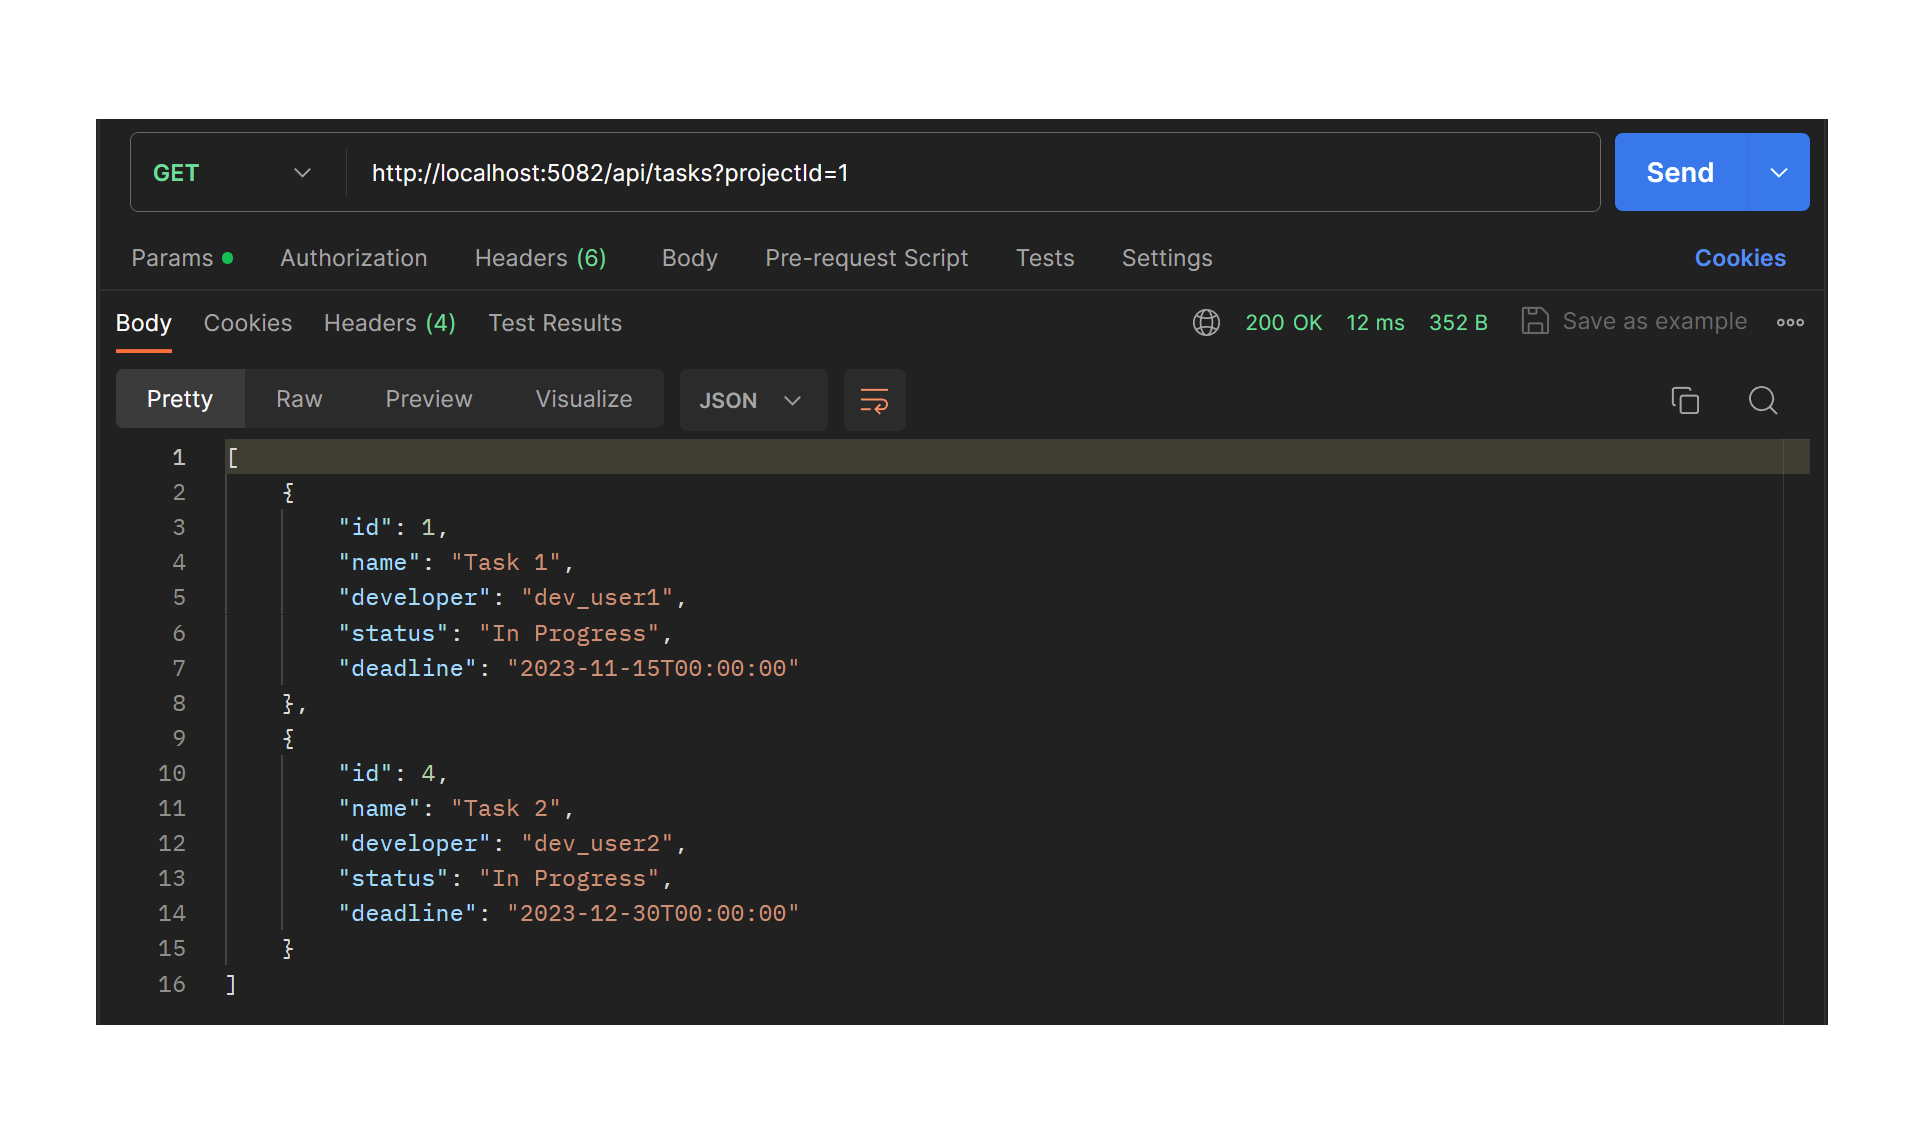 GET http://localhost:5082/api/tasks?projectId=1 Send
Params Authorization Headers (6) Body Pre-request Script Tests Settings Cookies
Body Cookies Headers (4) Test Results 200 OK 12 ms 352 B Save as example
Pretty Raw Preview Visualize JSON
1 [
2 {
3 "id": 1,
4 "name": "Task 1",
5 "developer": "dev_user1",
6 "status": "In Progress",
7 "deadline": "2023-11-15T00:00:00"
8 },
9 {
10 "id": 4,
11 "name": "Task 2",
12 "developer": "dev_user2",
13 "status": "In Progress",
14 "deadline": "2023-12-30T00:00:00"
15 }
16 ]